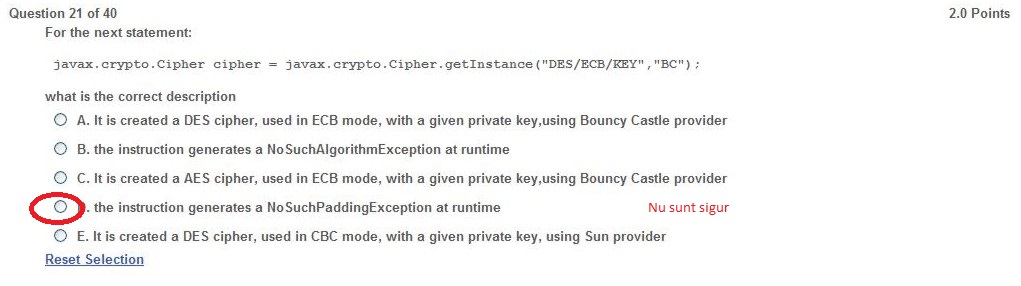 Question 21 of 40 2.0 Points
For the next statement:
javax.crypto.Cipher cipher = javax.crypto.Cipher.getInstance("DES/ECB/KEY","BC");
what is the correct description
A. It is created a DES cipher, used in ECB mode, with a given private key,using Bouncy Castle provider
B. the instruction generates a NoSuchAlgorithmException at runtime
C. It is created a AES cipher, used in ECB mode, with a given private key,using Bouncy Castle provider
. the instruction generates a NoSuchPaddingException at runtime Nu sunt sigur
E. It is created a DES cipher, used in CBC mode, with a given private key, using Sun provider
Reset Selection